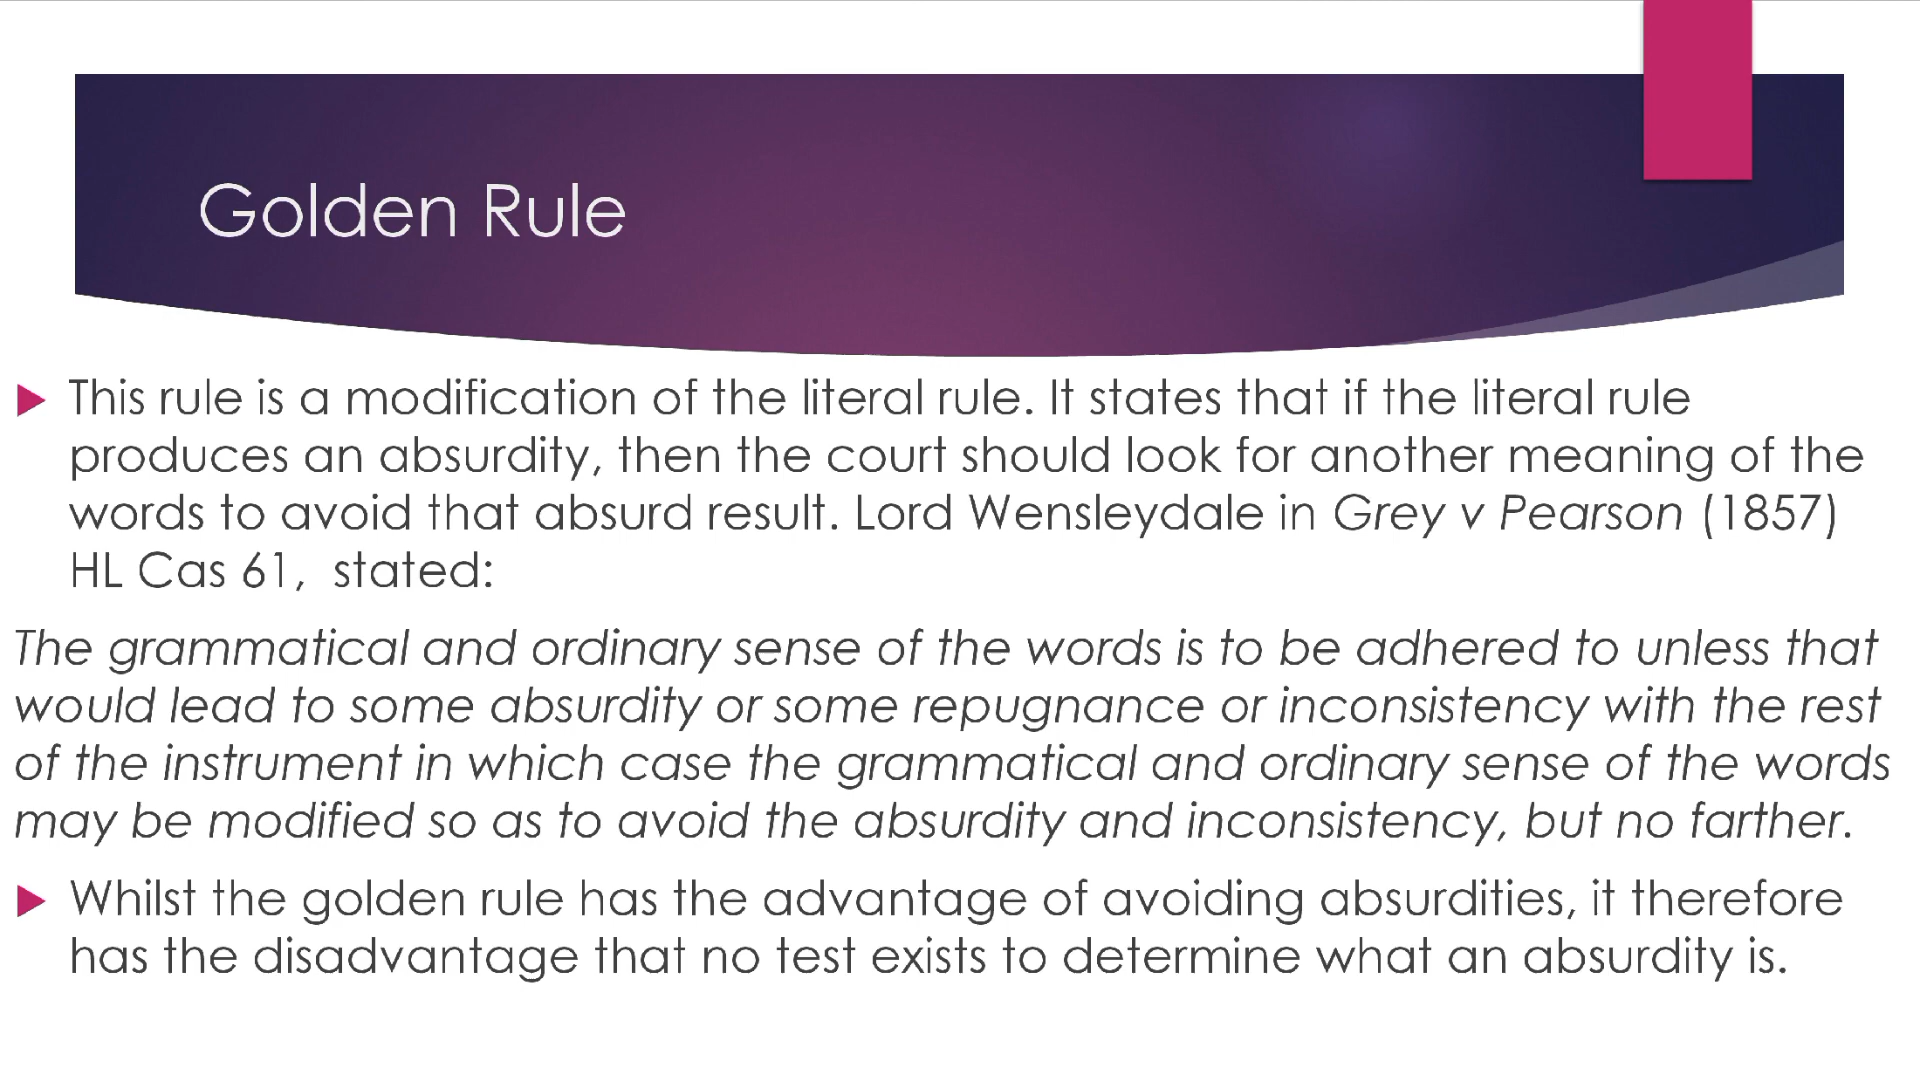 Golden Rule
This rule is a modification of the literal rule. It states that if the literal rule
produces an absurdity, then the court should look for another meaning of the
words to avoid that absurd result. Lord Wensleydale in Grey v Pearson (1857)
HL Cas 61,  stated:
The grammatical and ordinary sense of the words is to be adhered to unless that
would lead to some absurdity or some repugnance or inconsistency with the rest
of the instrument in which case the grammatical and ordinary sense of the words
may be modified so as to avoid the absurdity and inconsistency, but no farther.
Whilst the golden rule has the advantage of avoiding absurdities, it therefore
has the disadvantage that no test exists to determine what an absurdity is.